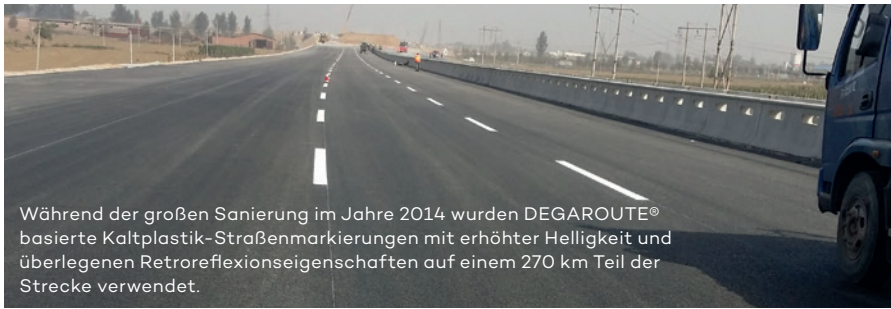 Während der großen Sanierung im Jahre 2014 wurden DEGAROUTE®
basierte Kaltplastik-Straßenmarkierungen mit erhöhter Helligkeit und
überlegenen Retroreflexionseigenschaften auf einem 270 km Teil der
Strecke verwendet.